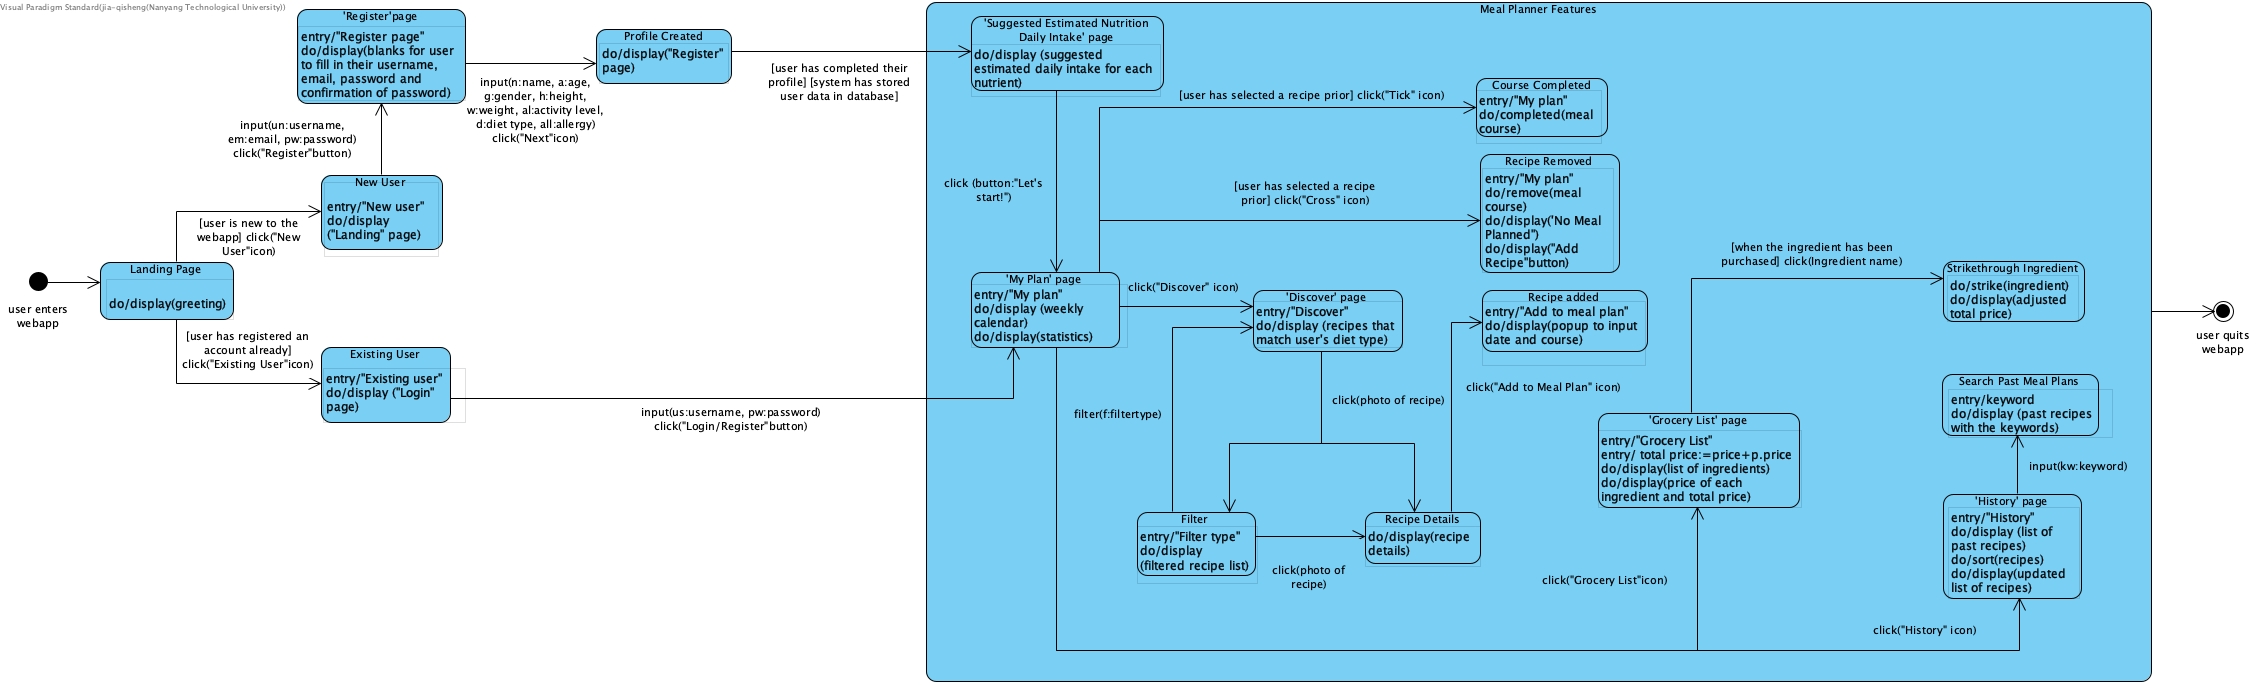 Visual Paradigm Standard(jia-qisheng(Nanyang Technological University))
user enters
webapp
Landing Page
do/display(greeting)
[user is new to the
webapp] click("New
User"icon)
New User
entry/"New user"
do/display
("Landing" page)
input(un:username,
em:email, pw:password)
click("Register"button)
'Register'page
entry/"Register page"
do/display(blanks for user
to fill in their username,
email, password and
confirmation of password)
input(n:name, a:age,
g:gender, h:height,
w:weight, al:activity level,
d:diet type, all:allergy)
click("Next"icon)
Profile Created
do/display("Register"
page)
[user has completed their
profile] [system has stored
user data in database]
[user has registered an
account already]
click("Existing User"icon)
Existing User
entry/"Existing user"
do/display ("Login"
page)
input(us:username, pw:password)
click("Login/Register"button)
Meal Planner Features
'Suggested Estimated Nutrition
Daily Intake' page
do/display (suggested
estimated daily intake for each
nutrient)
click (button:"Let's
start!")
'My Plan' page
entry/"My plan"
do/display (weekly
calendar)
do/display(statistics)
[user has selected a recipe prior] click("Tick" icon)
Course Completed
entry/"My plan"
do/completed(meal
course)
[user has selected a recipe
prior] click("Cross" icon)
Recipe Removed
entry/"My plan"
do/remove(meal
course)
do/display('No Meal
Planned")
do/display("Add
Recipe"button)
click("Discover" icon)
'Discover' page
entry/"Discover"
do/display (recipes that
match user's diet type)
Recipe added
entry/"Add to meal plan"
do/display(popup to input
date and course)
click("Add to Meal Plan" icon)
click(photo of recipe)
filter(f:filtertype)
Filter
entry/"Filter type"
do/display
(filtered recipe list)
click(photo of
recipe)
Recipe Details
do/display(recipe
details)
click("Grocery List"icon)
'Grocery List' page
entry/"Grocery List"
entry/ total price:=price+p.price
do/display(list of ingredients)
do/display(price of each
ingredient and total price)
[when the ingredient has been
purchased] click(Ingredient name)
Strikethrough Ingredient
do/strike(ingredient)
do/display(adjusted
total price)
Search Past Meal Plans
entry/keyword
do/display (past recipes
with the keywords)
input(kw:keyword)
'History' page
entry/"History"
do/display (list of
past recipes)
do/sort(recipes)
do/display(updated
list of recipes)
click("History" icon)
user quits
webapp